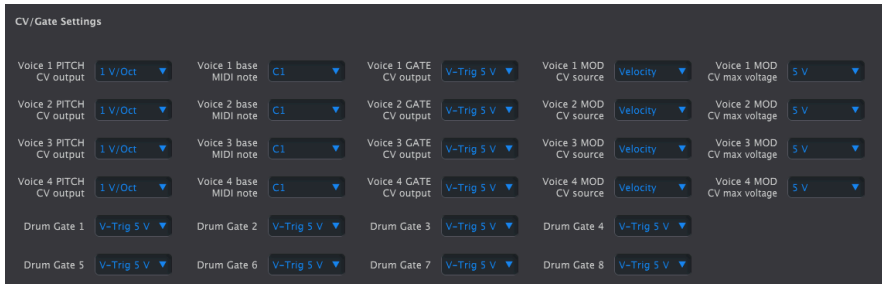 CV/Gate Settings
Voice 1 PITCH CV output 1 V/Oct Voice 1 base MIDI note C1 Voice 1 GATE CV output V-Trig 5 V Voice 1 MOD CV source Velocity Voice 1 MOD CV max voltage 5 V
Voice 2 PITCH CV output 1 V/Oct Voice 2 base MIDI note C1 Voice 2 GATE CV output V-Trig 5 V Voice 2 MOD CV source Velocity Voice 2 MOD CV max voltage 5 V
Voice 3 PITCH CV output 1 V/Oct Voice 3 base MIDI note C1 Voice 3 GATE CV output V-Trig 5 V Voice 3 MOD CV source Velocity Voice 3 MOD CV max voltage 5 V
Voice 4 PITCH CV output 1 V/Oct Voice 4 base MIDI note C1 Voice 4 GATE CV output V-Trig 5 V Voice 4 MOD CV source Velocity Voice 4 MOD CV max voltage 5 V
Drum Gate 1 V-Trig 5 V Drum Gate 2 V-Trig 5 V Drum Gate 3 V-Trig 5 V Drum Gate 4 V-Trig 5 V
Drum Gate 5 V-Trig 5 V Drum Gate 6 V-Trig 5 V Drum Gate 7 V-Trig 5 V Drum Gate 8 V-Trig 5 V